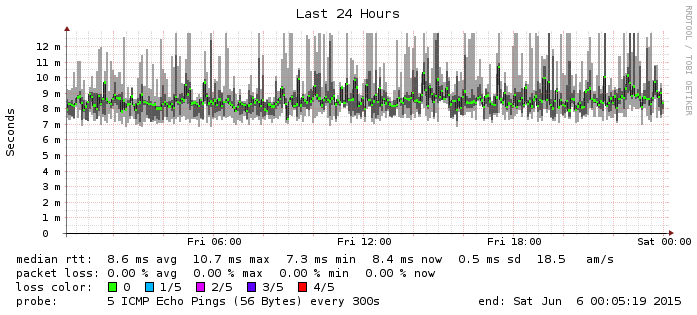 Last 24 Hours
RRDTOOL / TOBI OETIKER
Seconds
12 m
11 m
10 m
9 m
8 m
7 m
6 m
5 m
4 m
3 m
2 m
1 m
0
Fri 06:00 Fri 12:00 Fri 18:00 Sat 00:00
median rtt: 8.6 ms avg 10.7 ms max 7.3 ms min 8.4 ms now 0.5 ms sd 18.5 am/s
packet loss: 0.00 % avg 0.00 % max 0.00 % min 0.00 % now
loss color: 0 1/5 2/5 3/5 4/5
probe: 5 ICMP Echo Pings (56 Bytes) every 300s end: Sat Jun 6 00:05:19 2015